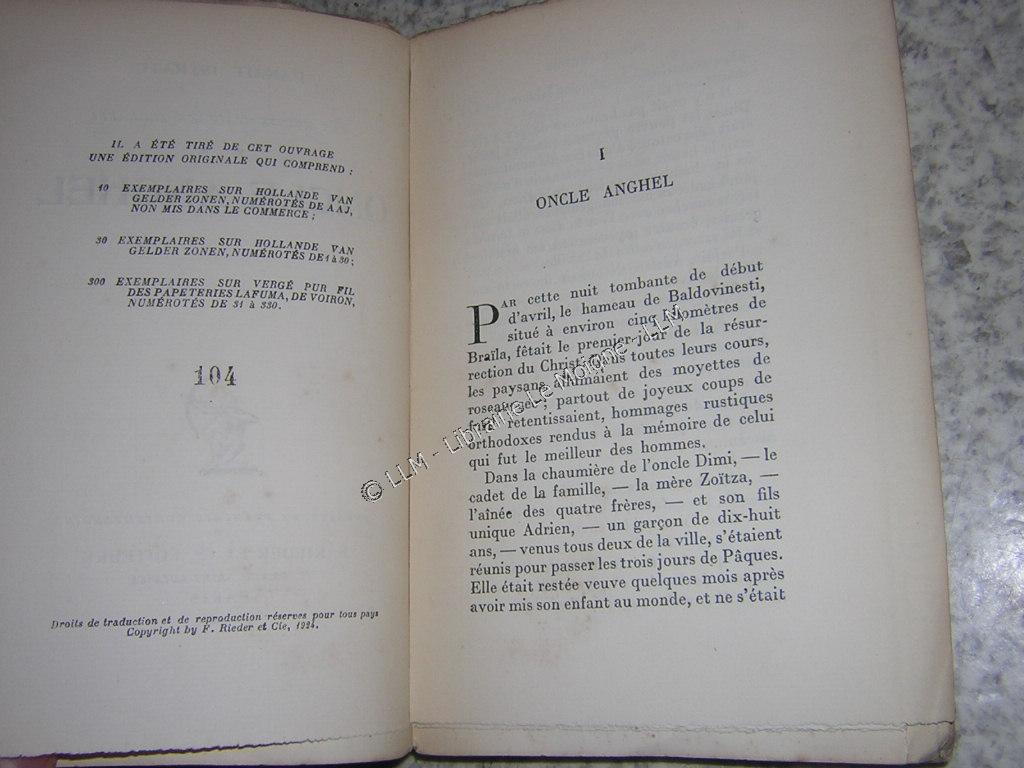 IL A ÉTÉ TIRÉ DE CET OUVRAGE
UNE ÉDITION ORIGINALE QUI COMPREND :
10 EXEMPLAIRES SUR HOLLANDE VAN
GELDER ZONEN, NUMÉROTÉS DE A A J,
NON MIS DANS LE COMMERCE ;
30 EXEMPLAIRES SUR HOLLANDE VAN
GELDER ZONEN, NUMÉROTÉS DE 1 à 30 ;
300 EXEMPLAIRES SUR VERGÉ PUR FIL
DES PAPETERIES LAFUMA, DE VOIRON,
NUMÉROTÉS DE 31 à 330.
104
Droits de traduction et de reproduction réservés pour tous pays
Copyright by F. Rieder et Cie, 1924.
I
ONCLE ANGHEL
PAR cette nuit tombante de début
d'avril, le hameau de Baldovinesti,
situé à environ cinq kilomètres de
Braïla, fêtait le premier jour de la résur-
rection du Christ. Dans toutes leurs cours,
les paysans allumaient des moyettes de
roseaux ; partout de joyeux coups de
feu retentissaient, hommages rustiques
orthodoxes rendus à la mémoire de celui
qui fut le meilleur des hommes.
Dans la chaumière de l'oncle Dimi, — le
cadet de la famille, — la mère Zoïtza, —
l'aînée des quatre frères, — et son fils
unique Adrien, — un garçon de dix-huit
ans, — venus tous deux de la ville, s'étaient
réunis pour passer les trois jours de Pâques.
Elle était restée veuve quelques mois après
avoir mis son enfant au monde, et ne s'était
© LLM - Librairie Le Moigne - LLM